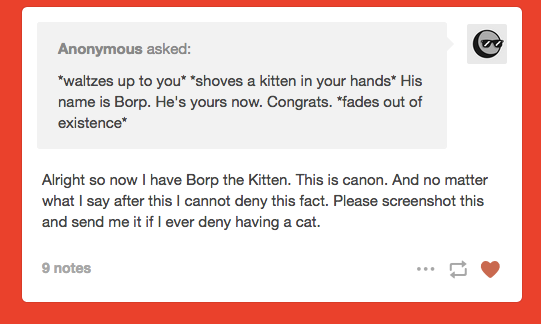 Anonymous asked:
*waltzes up to you* *shoves a kitten in your hands* His
name is Borp. He's yours now. Congrats. *fades out of
existence*
Alright so now I have Borp the Kitten. This is canon. And no matter
what I say after this I cannot deny this fact. Please screenshot this
and send me it if I ever deny having a cat.
9 notes